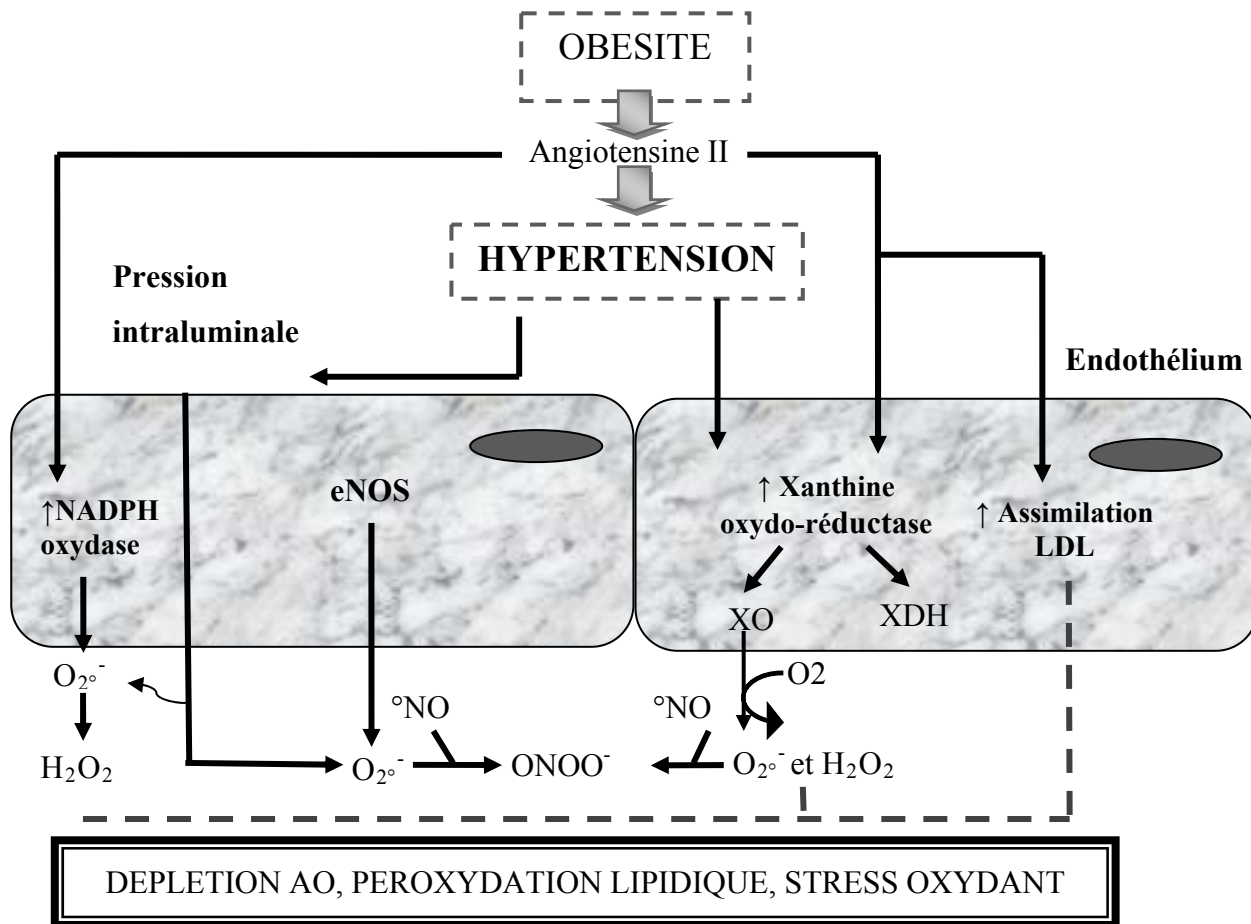 OBESITE
Angiotensine II
HYPERTENSION
Pression
intraluminale
Endothélium
↑NADPH
oxydase
eNOS
↑ Xanthine
oxydo-réductase
↑ Assimilation
LDL
XO
XDH
O₂°⁻
O2
°NO
°NO
H₂O₂
O₂°⁻
ONOO⁻
O₂°⁻ et H₂O₂
DEPLETION AO, PEROXYDATION LIPIDIQUE, STRESS OXYDANT